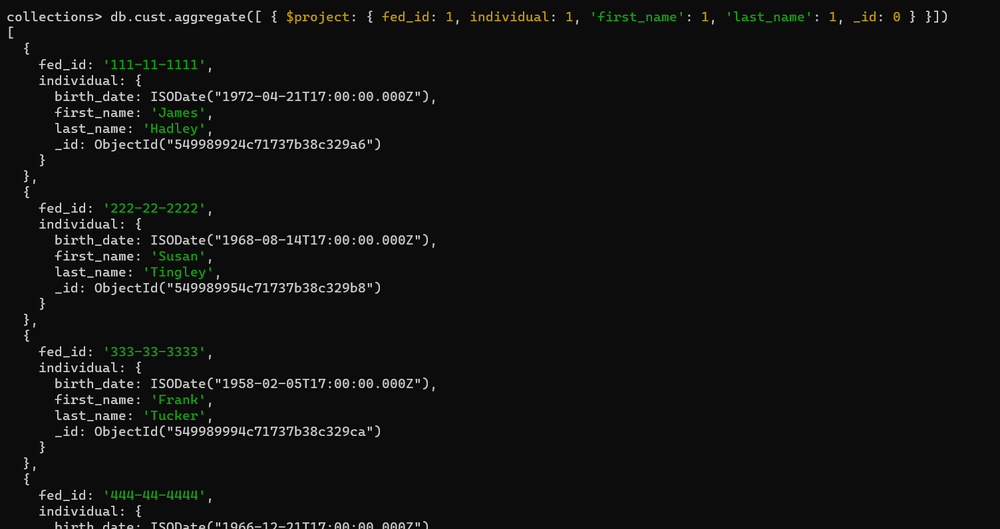 collections> db.cust.aggregate([ { $project: { fed_id: 1, individual: 1, 'first_name': 1, 'last_name': 1, _id: 0 } }])
[
  {
    fed_id: '111-11-1111',
    individual: {
      birth_date: ISODate("1972-04-21T17:00:00.000Z"),
      first_name: 'James',
      last_name: 'Hadley',
      _id: ObjectId("549989924c71737b38c329a6")
    }
  },
  {
    fed_id: '222-22-2222',
    individual: {
      birth_date: ISODate("1968-08-14T17:00:00.000Z"),
      first_name: 'Susan',
      last_name: 'Tingley',
      _id: ObjectId("549989954c71737b38c329b8")
    }
  },
  {
    fed_id: '333-33-3333',
    individual: {
      birth_date: ISODate("1958-02-05T17:00:00.000Z"),
      first_name: 'Frank',
      last_name: 'Tucker',
      _id: ObjectId("549989994c71737b38c329ca")
    }
  },
  {
    fed_id: '444-44-4444',
    individual: {
      birth_date: ISODate("1966-12-21T17:00:00.000Z")